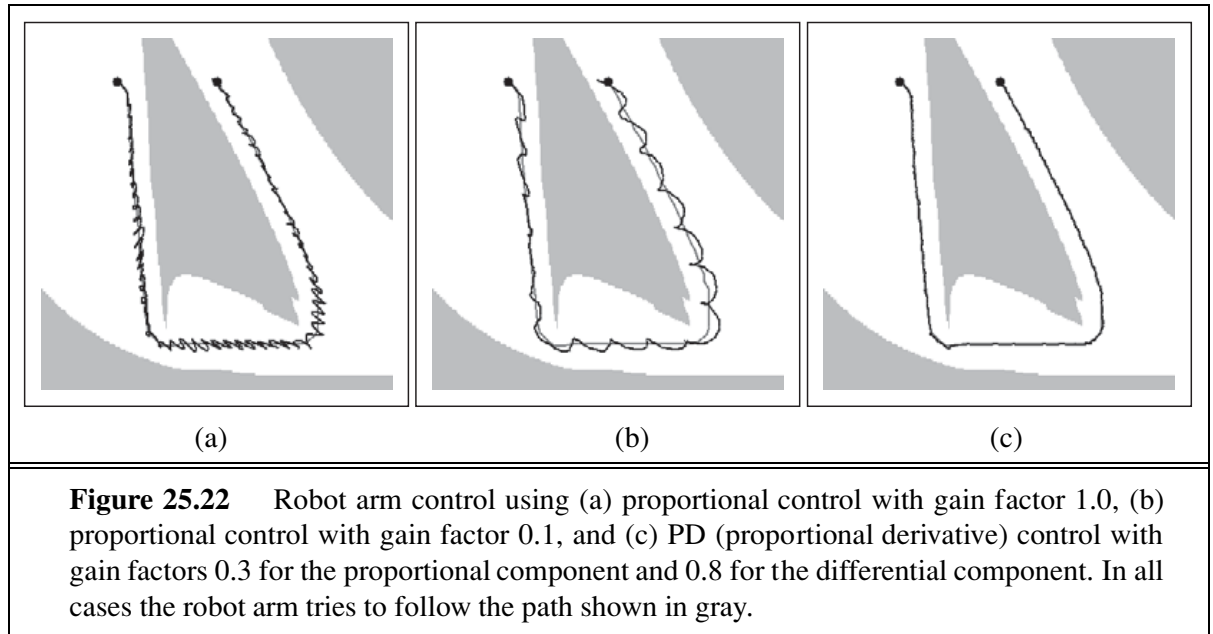 (a)
(b)
(c)
Figure 25.22 Robot arm control using (a) proportional control with gain factor 1.0, (b)
proportional control with gain factor 0.1, and (c) PD (proportional derivative) control with
gain factors 0.3 for the proportional component and 0.8 for the differential component. In all
cases the robot arm tries to follow the path shown in gray.